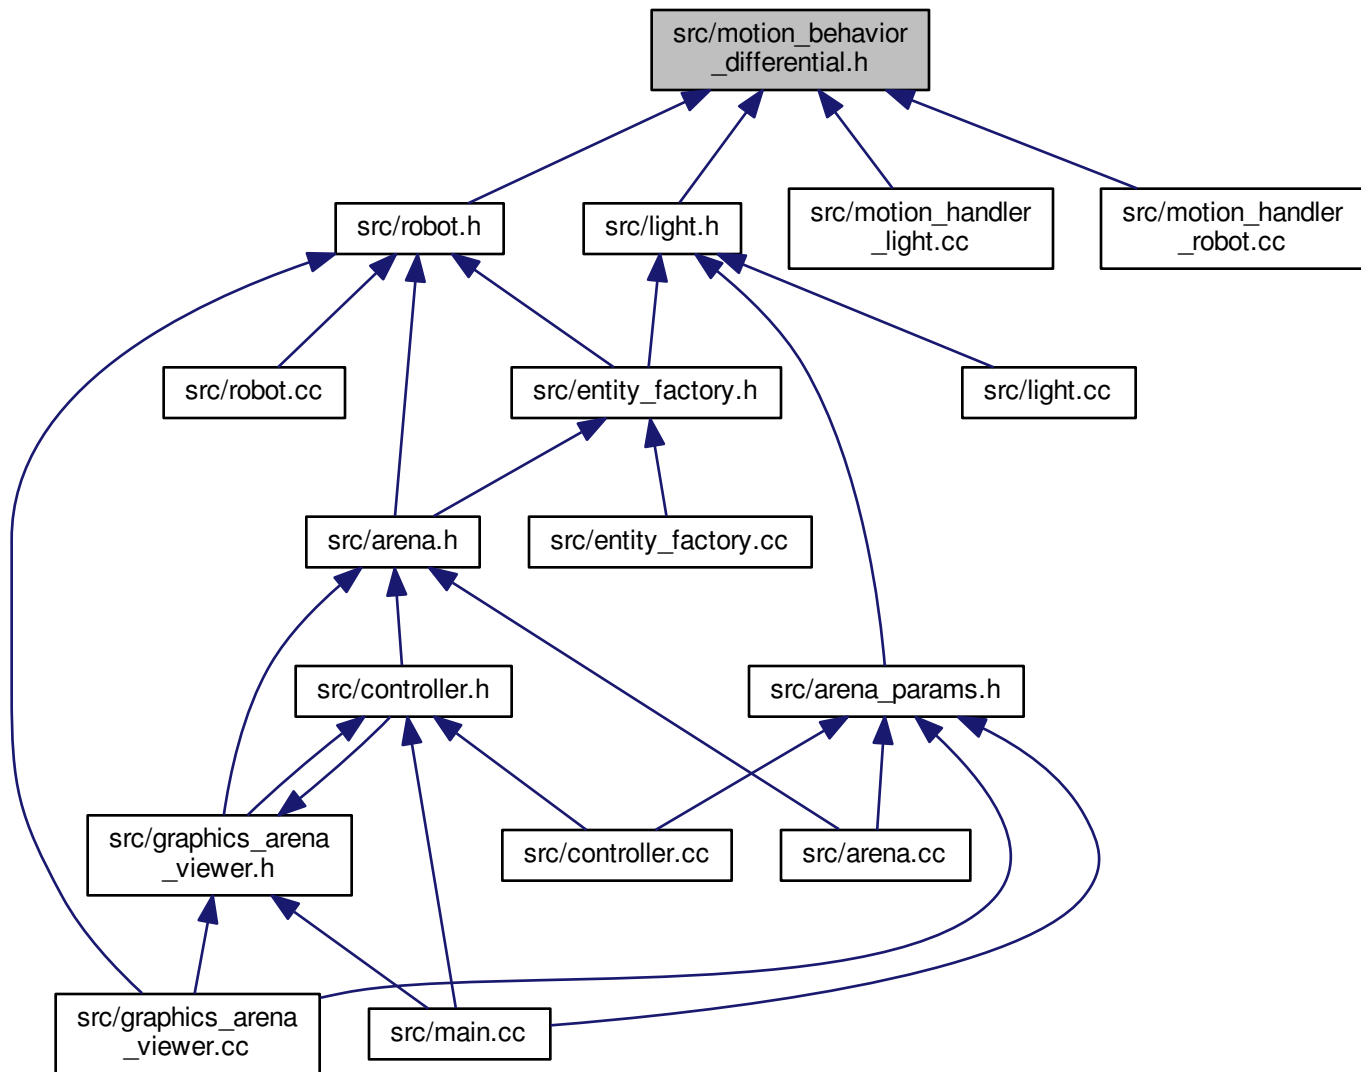 src/motion_behavior
_differential.h
src/robot.h
src/light.h
src/motion_handler
_light.cc
src/motion_handler
_robot.cc
src/robot.cc
src/entity_factory.h
src/light.cc
src/arena.h
src/entity_factory.cc
src/controller.h
src/arena_params.h
src/graphics_arena
_viewer.h
src/controller.cc
src/arena.cc
src/graphics_arena
_viewer.cc
src/main.cc